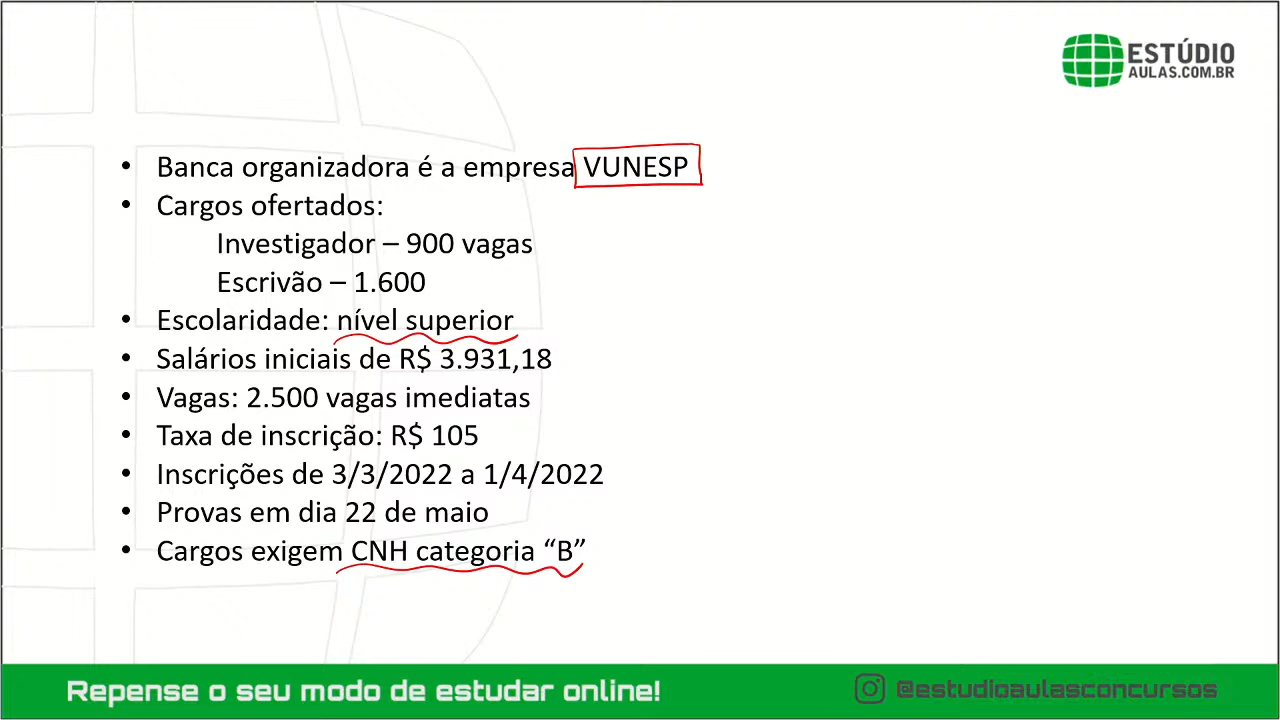 ESTÚDIO
AULAS.COM.BR
• Banca organizadora é a empresa VUNESP
• Cargos ofertados:
Investigador – 900 vagas
Escrivão – 1.600
• Escolaridade: nível superior
• Salários iniciais de R$ 3.931,18
• Vagas: 2.500 vagas imediatas
• Taxa de inscrição: R$ 105
• Inscrições de 3/3/2022 a 1/4/2022
• Provas em dia 22 de maio
• Cargos exigem CNH categoria “B”
Repense o seu modo de estudar online!
@estudioaulasconcursos